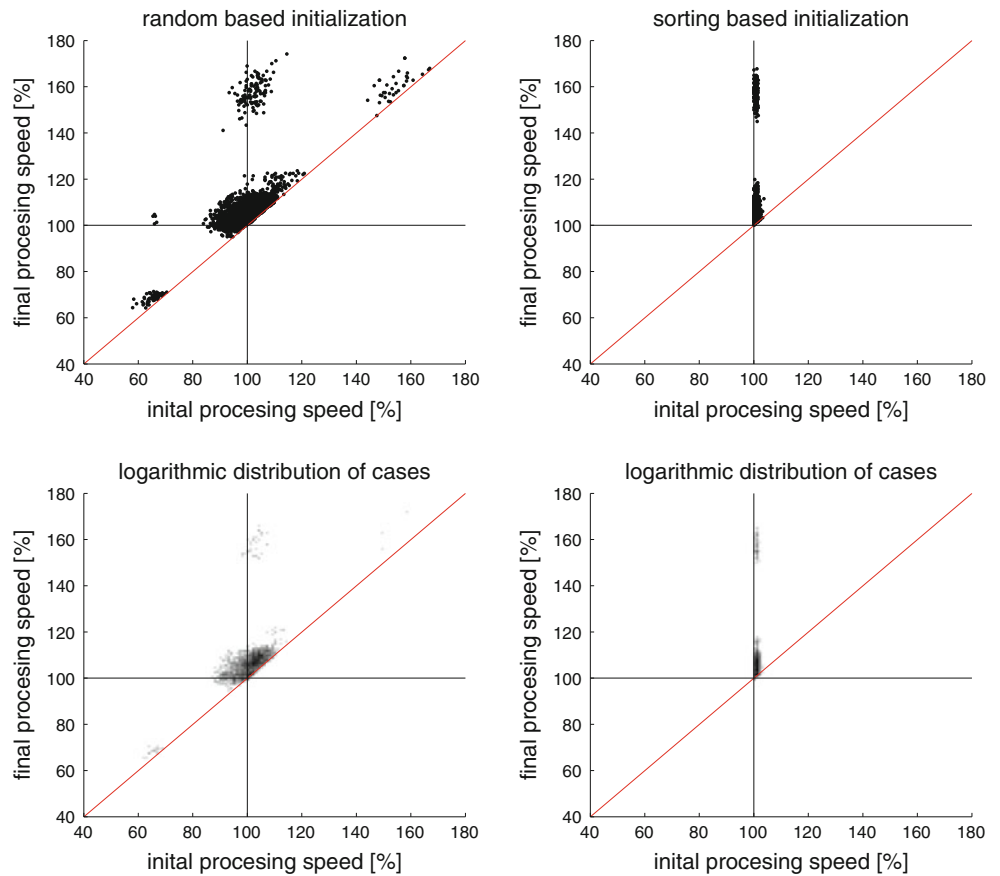 random based initialization
180
160
140
120
100
80
60
40
final procesing speed [%]
40 60 80 100 120 140 160 180
inital procesing speed [%]
sorting based initialization
180
160
140
120
100
80
60
40
final procesing speed [%]
40 60 80 100 120 140 160 180
inital procesing speed [%]
logarithmic distribution of cases
180
160
140
120
100
80
60
40
final procesing speed [%]
40 60 80 100 120 140 160 180
inital procesing speed [%]
logarithmic distribution of cases
180
160
140
120
100
80
60
40
final procesing speed [%]
40 60 80 100 120 140 160 180
inital procesing speed [%]